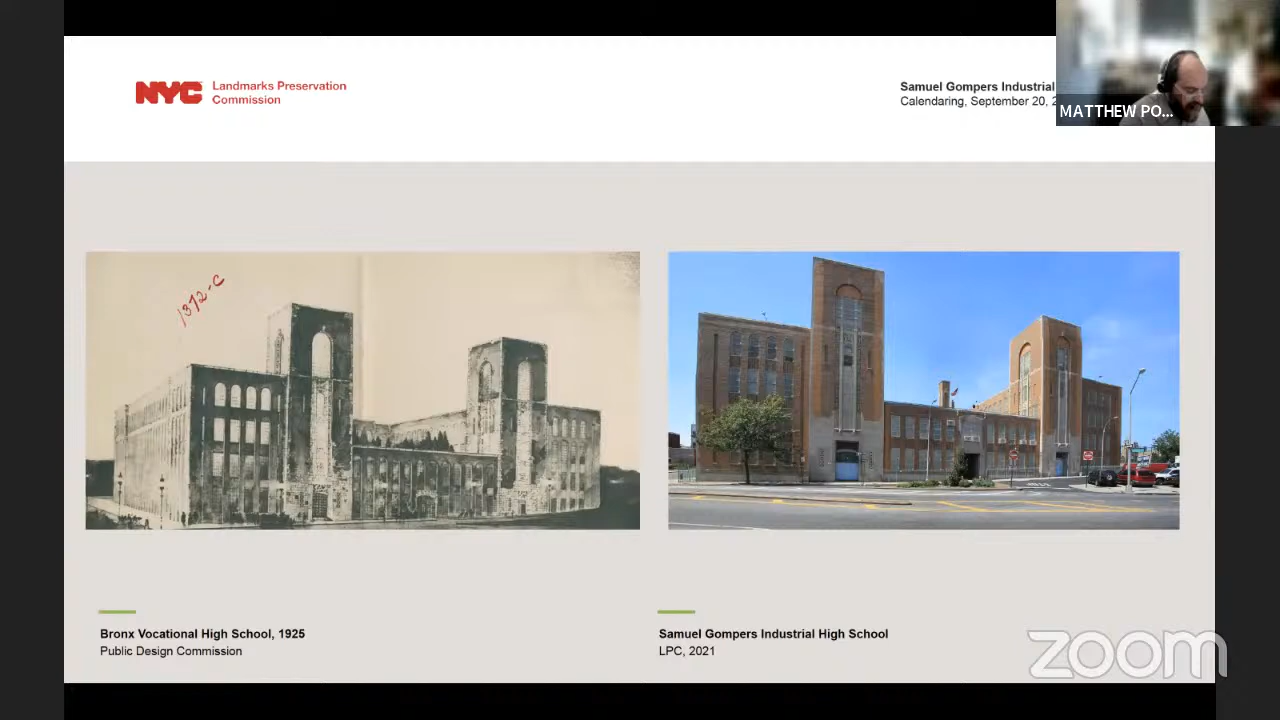 NYC Landmarks Preservation
Commission
Samuel Gompers Industrial
Calendaring, September 20,
MATTHEW PO...
1372-C
Bronx Vocational High School, 1925
Public Design Commission
Samuel Gompers Industrial High School
LPC, 2021
zoom